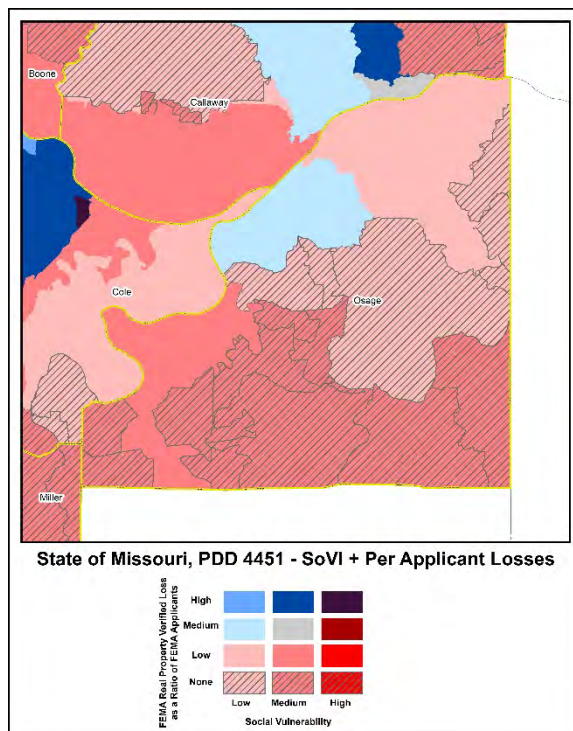 Boone
Callaway
Cole
Osage
Miller
State of Missouri, PDD 4451 - SoVI + Per Applicant Losses
FEMA Real Property Verified Loss
as a Ratio of FEMA Applicants
High
Medium
Low
None
Low Medium High
Social Vulnerability